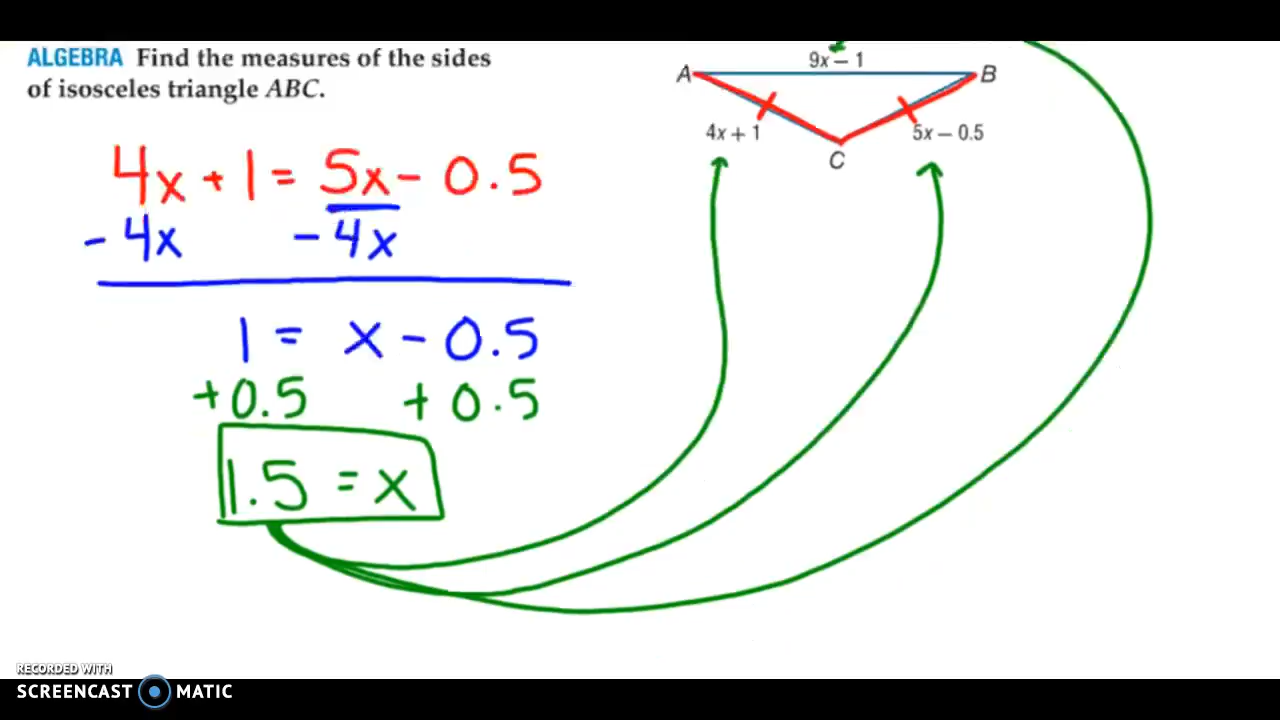 ALGEBRA Find the measures of the sides
of isosceles triangle ABC.
9x − 1
A
B
4x + 1
5x − 0.5
C
4x + 1 = 5x − 0.5
− 4x − 4x
1 = x − 0.5
+0.5 + 0.5
1.5 = x
RECORDED WITH
SCREENCAST MATIC